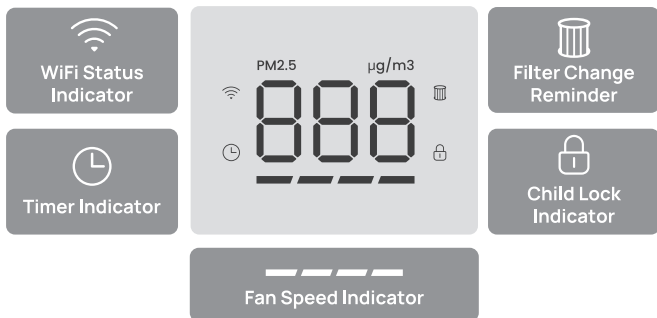 WiFi Status
Indicator
Timer Indicator
PM2.5 µg/m3
888
Filter Change
Reminder
Child Lock
Indicator
Fan Speed Indicator